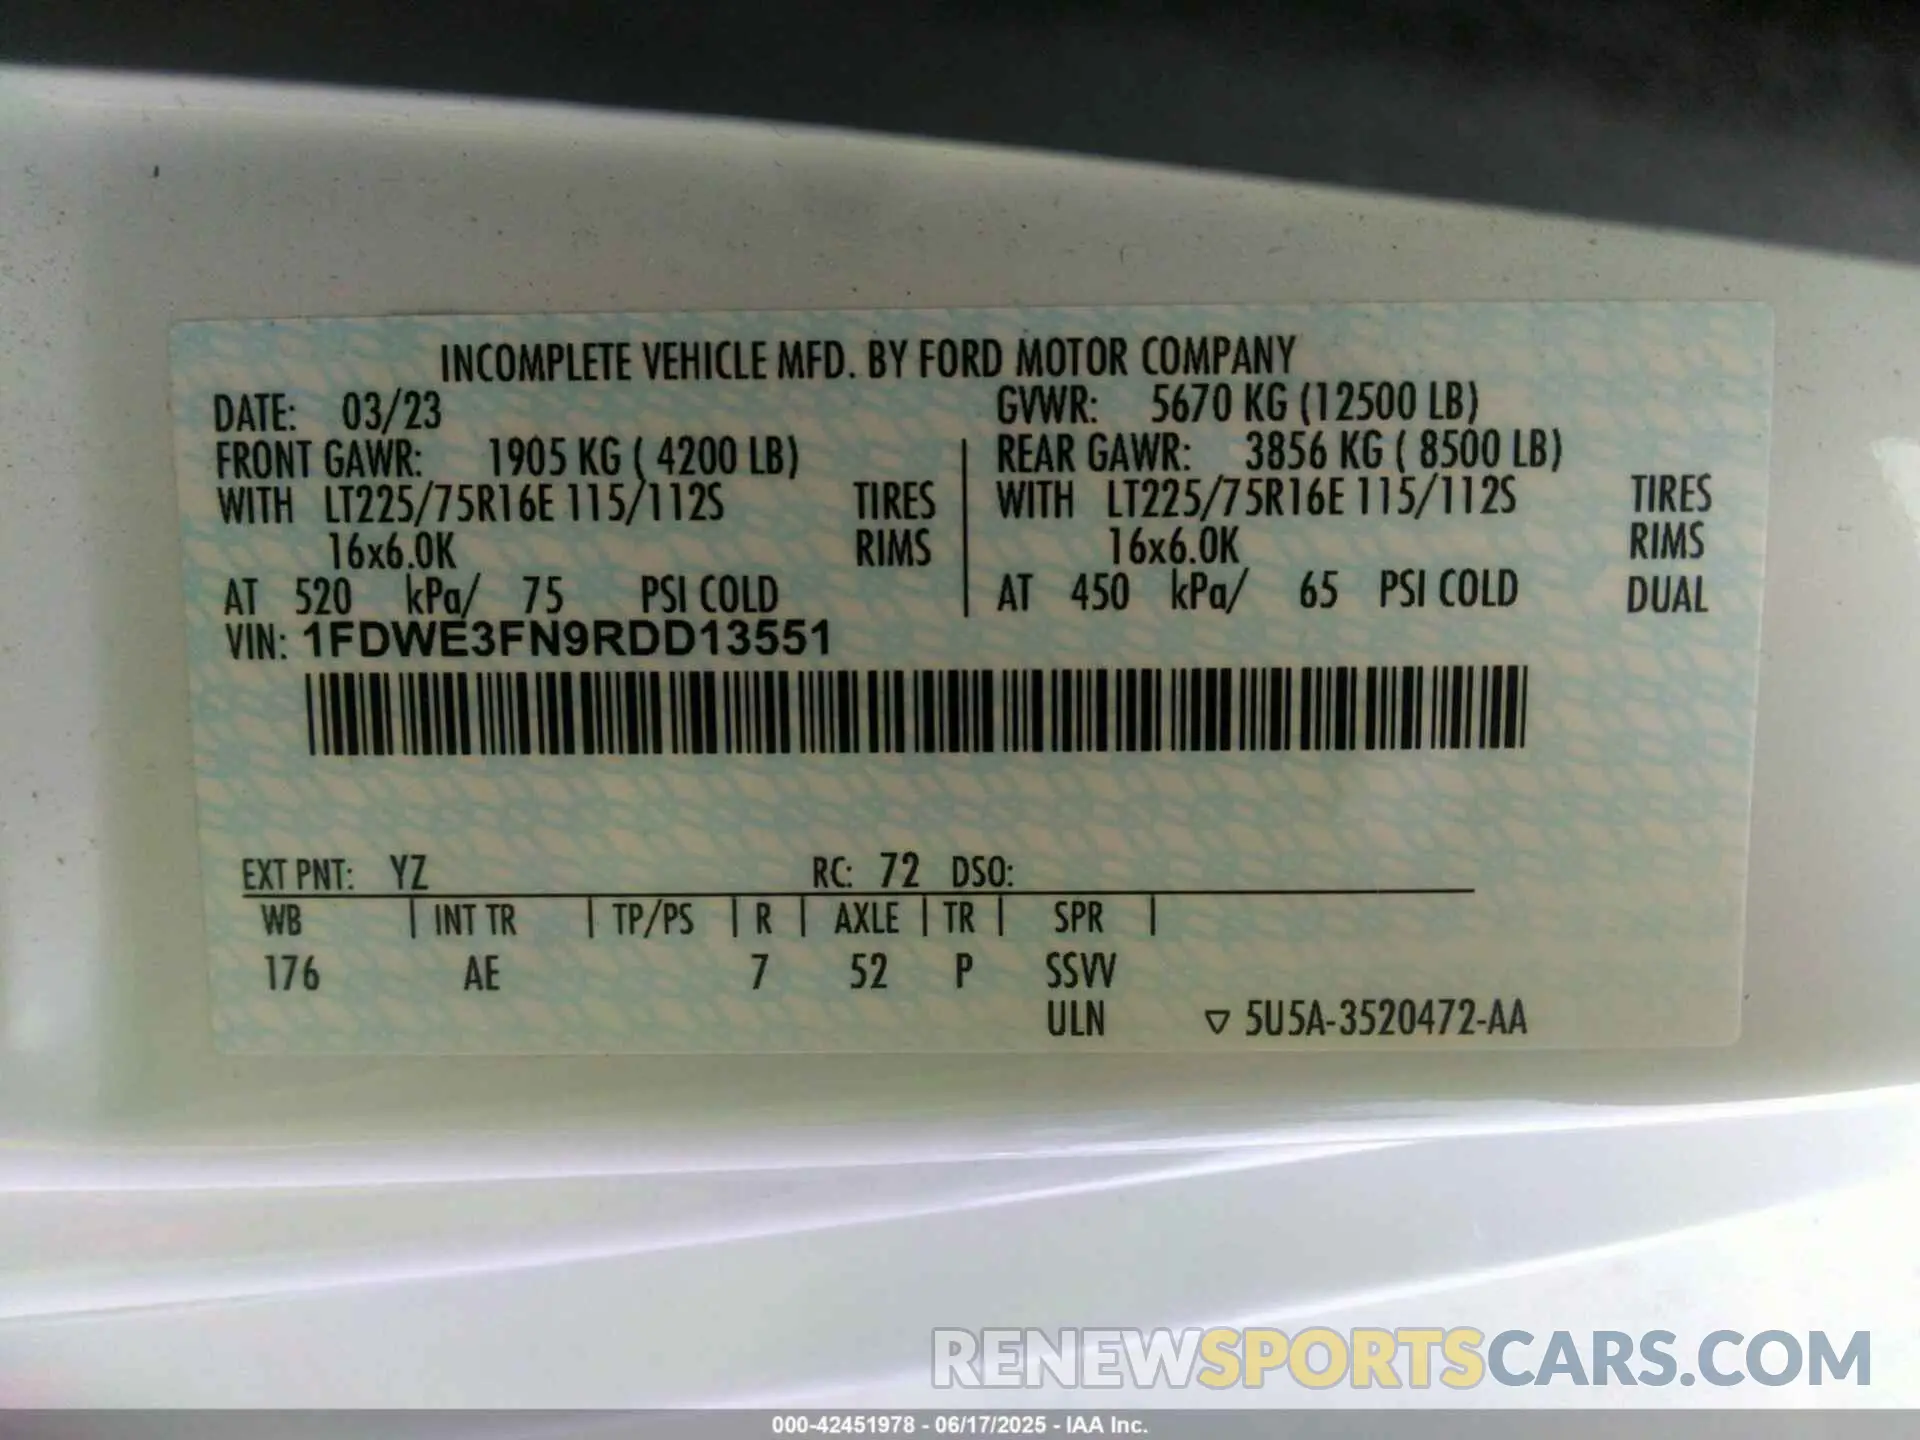 INCOMPLETE VEHICLE MFD. BY FORD MOTOR COMPANY
DATE: 03/23 GVWR: 5670 KG (12500 LB)
FRONT GAWR: 1905 KG ( 4200 LB) REAR GAWR: 3856 KG ( 8500 LB)
WITH LT225/75R16E 115/112S TIRES WITH LT225/75R16E 115/112S TIRES
16x6.0K RIMS 16x6.0K RIMS
AT 520 kPa/ 75 PSI COLD AT 450 kPa/ 65 PSI COLD DUAL
VIN: 1FDWE3FN9RDD13551
EXT PNT: YZ RC: 72 DSO:
WB | INT TR | TP/PS | R | AXLE | TR | SPR |
176 AE 7 52 P SSVV
ULN ▽ 5U5A-3520472-AA
RENEWSPORTSCARS.COM
000-42451978 - 06/17/2025 - IAA Inc.